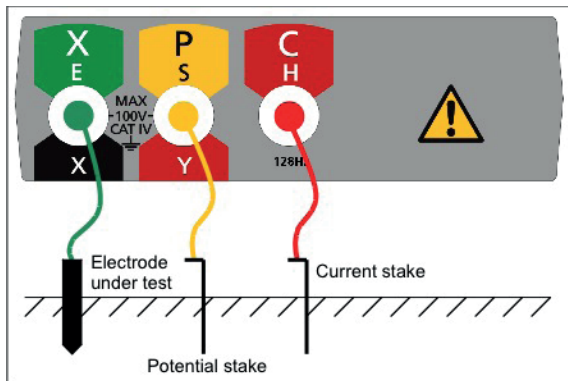 X
E
P
S
C
H
MAX
100V
CAT IV
X
Y
128H
Electrode
under test
Current stake
Potential stake